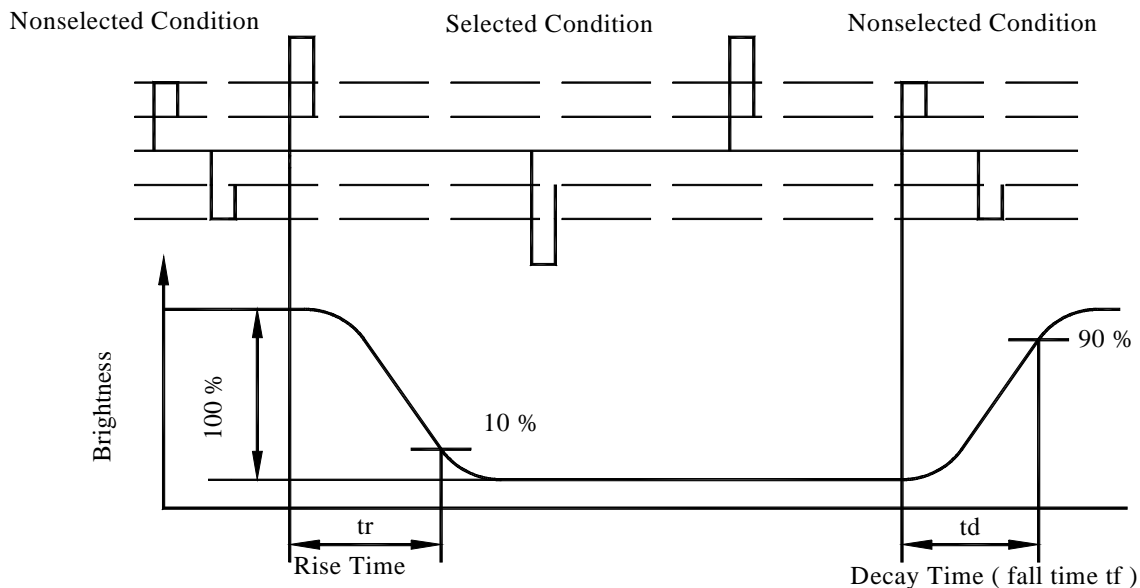 Nonselected Condition
Selected Condition
Nonselected Condition
Brightness
100 %
10 %
90 %
tr
Rise Time
td
Decay Time ( fall time tf )